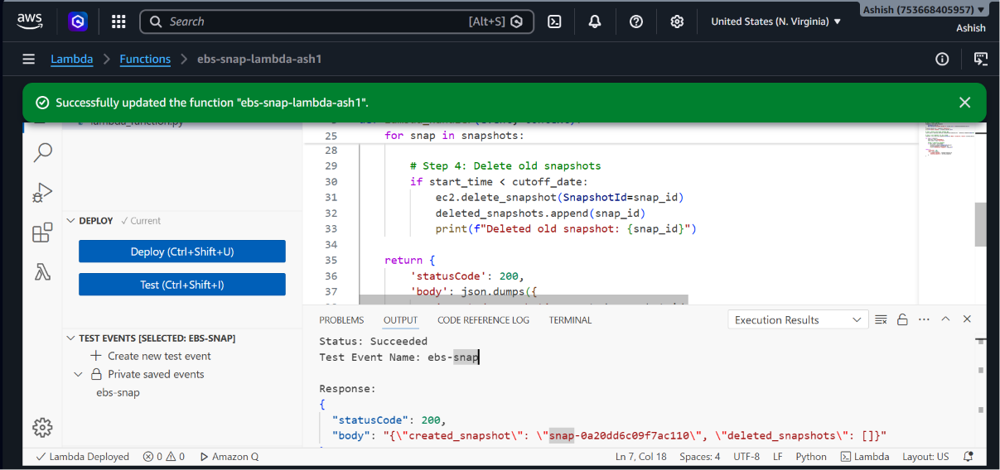 aws
Search
[Alt+S]
United States (N. Virginia)
Ashish (753668405957)
Ashish
Lambda
Functions
ebs-snap-lambda-ash1
Successfully updated the function "ebs-snap-lambda-ash1".
lambda_function.py
25 for snap in snapshots:
28
29 # Step 4: Delete old snapshots
30 if start_time < cutoff_date:
31 ec2.delete_snapshot(SnapshotId=snap_id)
32 deleted_snapshots.append(snap_id)
33 print(f"Deleted old snapshot: {snap_id}")
34
35 return {
36 'statusCode': 200,
37 'body': json.dumps({
DEPLOY Current
Deploy (Ctrl+Shift+U)
Test (Ctrl+Shift+I)
TEST EVENTS [SELECTED: EBS-SNAP]
Create new test event
Private saved events
ebs-snap
PROBLEMS OUTPUT CODE REFERENCE LOG TERMINAL
Execution Results
Status: Succeeded
Test Event Name: ebs-snap
Response:
{
"statusCode": 200,
"body": "{\"created_snapshot\": \"snap-0a20dd6c09f7ac110\", \"deleted_snapshots\": []}"
Lambda Deployed 0 0 Amazon Q
Ln 7, Col 18 Spaces: 4 UTF-8 LF Python Lambda Layout: US